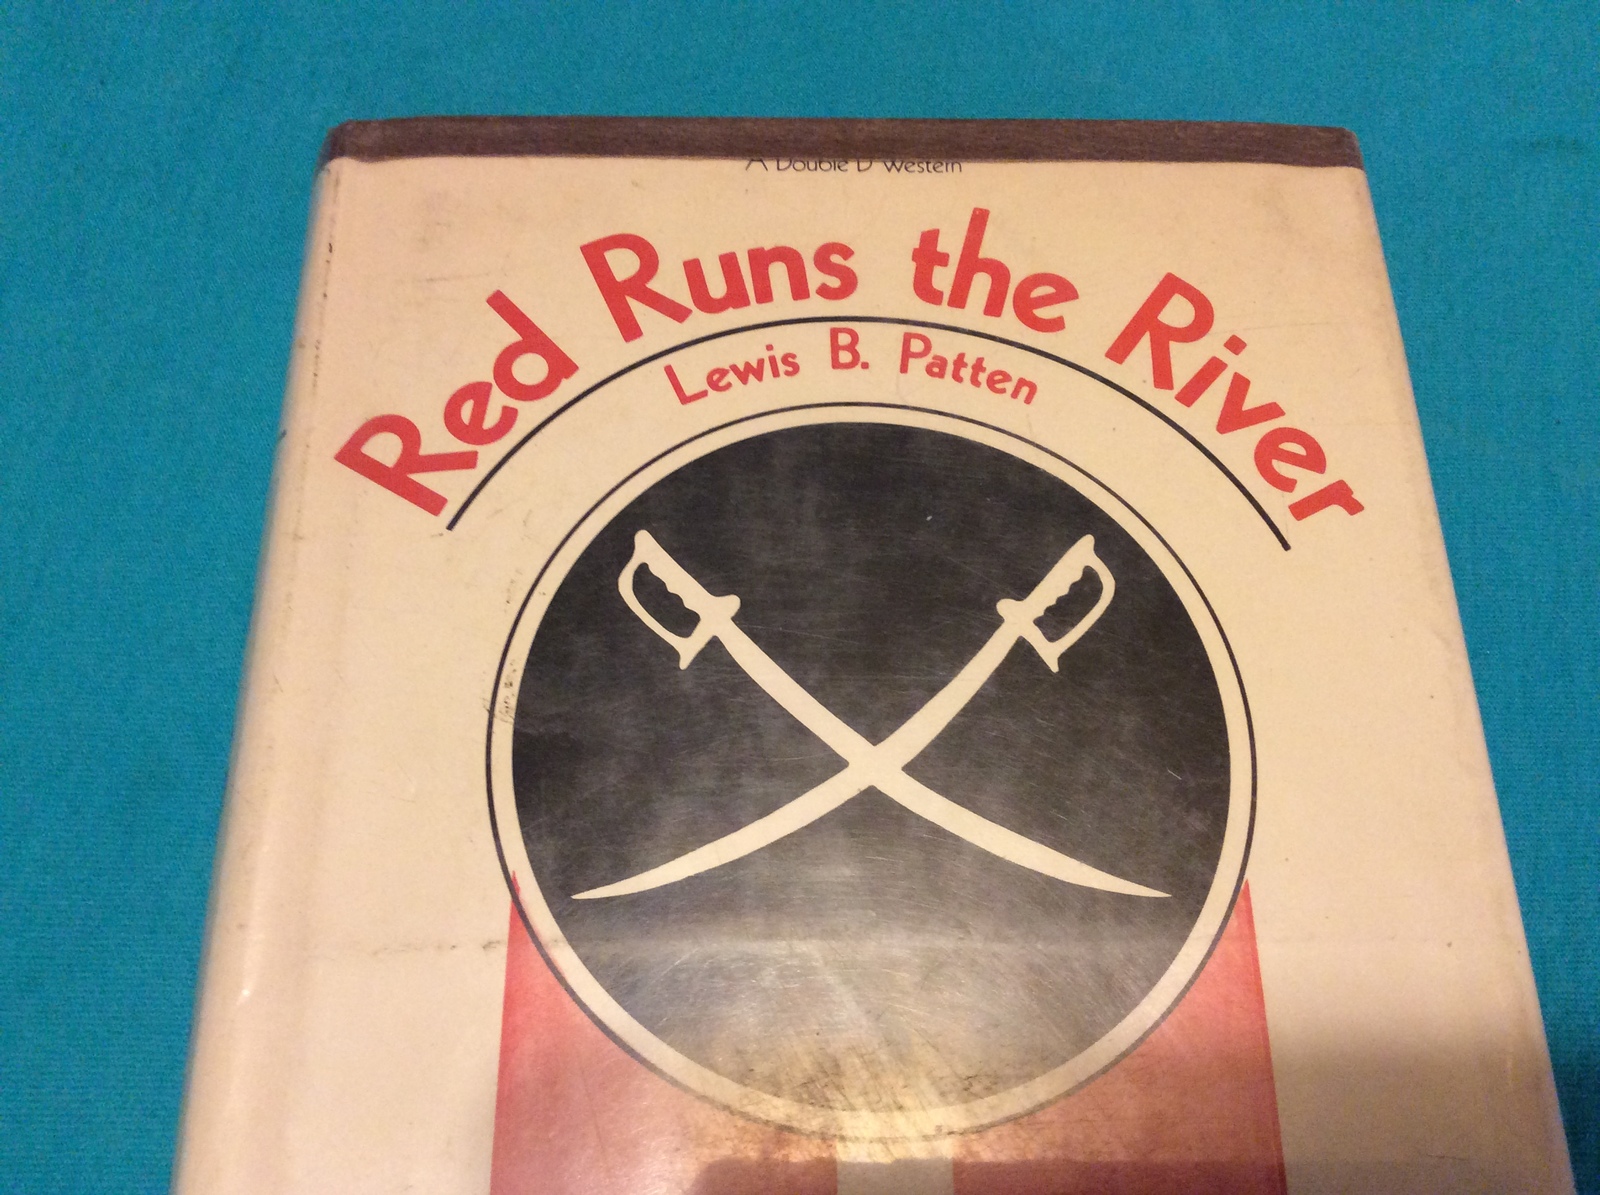 A Double D Western
Red Runs the River
Lewis B. Patten